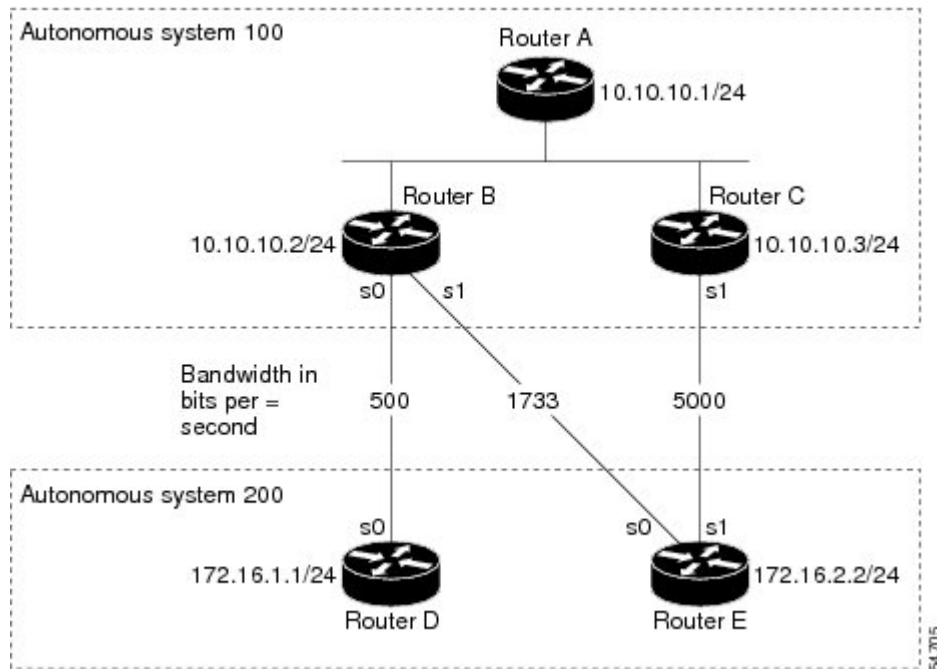 Autonomous system 100
Router A
10.10.10.1/24
Router B
Router C
10.10.10.2/24
10.10.10.3/24
s0
s1
s1
Bandwidth in
bits per =
second
500
1733
5000
Autonomous system 200
s0
s0
s1
172.16.1.1/24
172.16.2.2/24
Router D
Router E